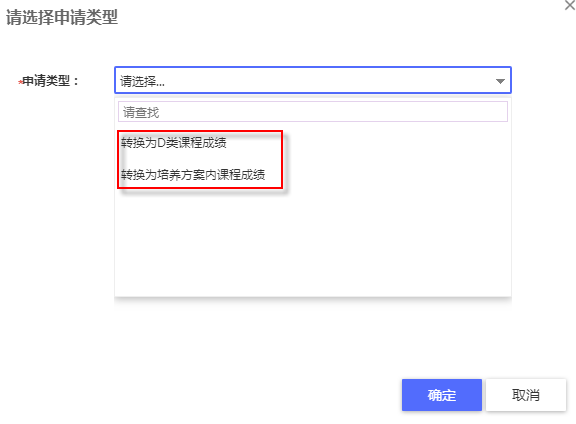 请选择申请类型
*申请类型：
请选择...
请查找
转换为D类课程成绩
转换为培养方案内课程成绩
确定
取消